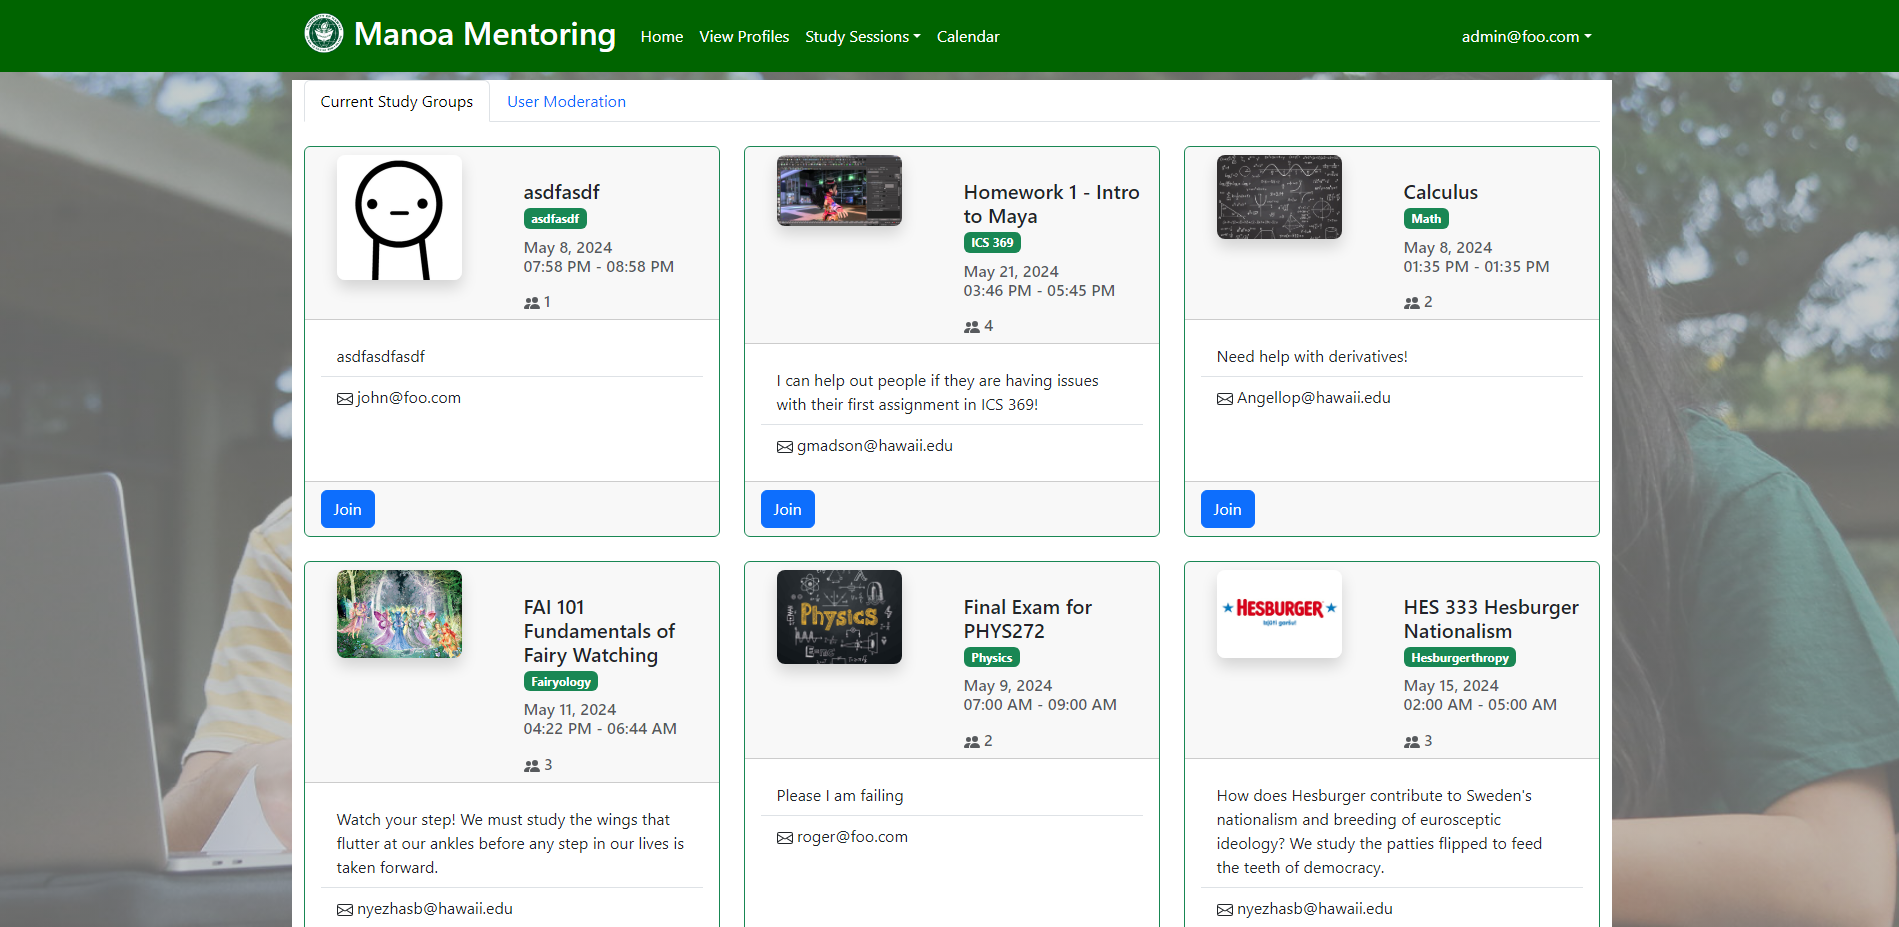 Manoa Mentoring
Home
View Profiles
Study Sessions
Calendar
admin@foo.com
Current Study Groups
User Moderation
asdfasdf
asdfasdf
May 8, 2024
07:58 PM - 08:58 PM
1
asdfasdfasdf
john@foo.com
Join
Homework 1 - Intro
to Maya
ICS 369
May 21, 2024
03:46 PM - 05:45 PM
4
I can help out people if they are having issues
with their first assignment in ICS 369!
gmadson@hawaii.edu
Join
Calculus
Math
May 8, 2024
01:35 PM - 01:35 PM
2
Need help with derivatives!
Angellop@hawaii.edu
Join
FAI 101
Fundamentals of
Fairy Watching
Fairyology
May 11, 2024
04:22 PM - 06:44 AM
3
Watch your step! We must study the wings that
flutter at our ankles before any step in our lives is
taken forward.
nyezhasb@hawaii.edu
Physics
Final Exam for
PHYS272
Physics
May 9, 2024
07:00 AM - 09:00 AM
2
Please I am failing
roger@foo.com
HESBURGER
HES 333 Hesburger
Nationalism
Hesburgerthropy
May 15, 2024
02:00 AM - 05:00 AM
3
How does Hesburger contribute to Sweden's
nationalism and breeding of eurosceptic
ideology? We study the patties flipped to feed
the teeth of democracy.
nyezhasb@hawaii.edu